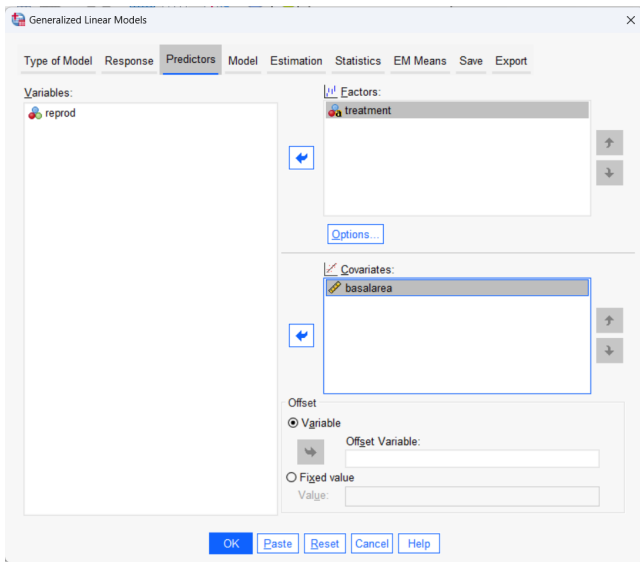 Generalized Linear Models
Type of Model Response Predictors Model Estimation Statistics EM Means Save Export
Variables:
reprod
Factors:
treatment
Options...
Covariates:
basalarea
Offset
Variable
Offset Variable:
Fixed value
Value:
OK Paste Reset Cancel Help